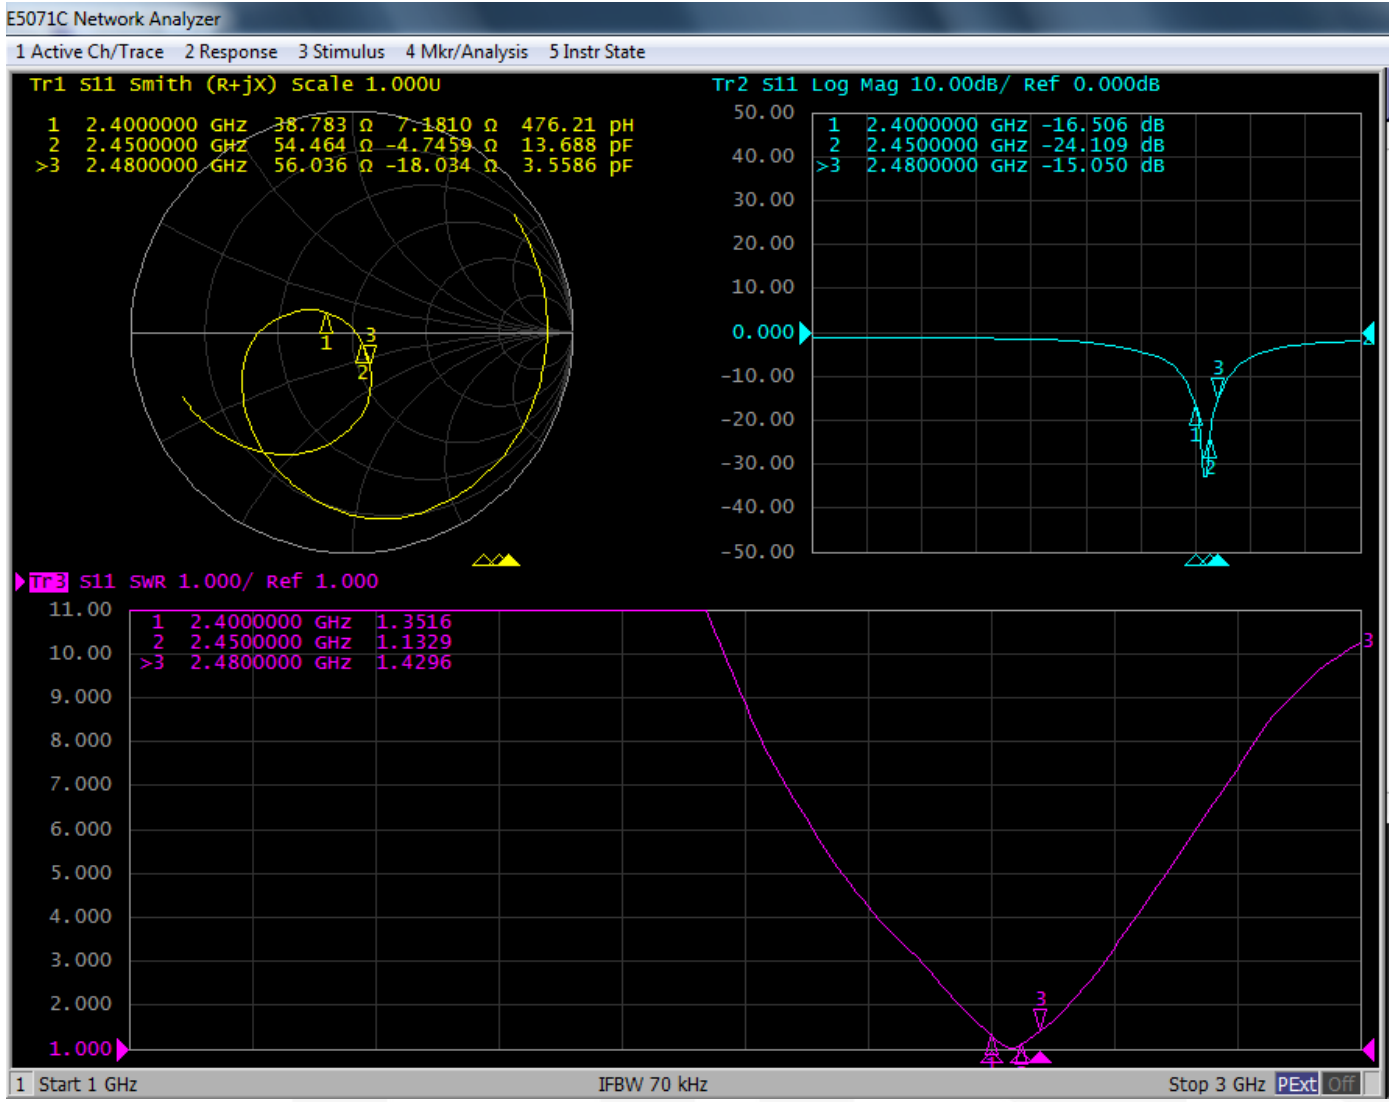 E5071C Network Analyzer
1 Active Ch/Trace 2 Response 3 Stimulus 4 Mkr/Analysis 5 Instr State
Tr1 S11 Smith (R+jX) Scale 1.000U
1 2.4000000 GHz 38.783 Ω 7.1810 Ω 476.21 pH
2 2.4500000 GHz 54.464 Ω -4.7459 Ω 13.688 pF
>3 2.4800000 GHz 56.036 Ω -18.034 Ω 3.5586 pF
1
3
2
Tr2 S11 Log Mag 10.00dB/ Ref 0.000dB
50.00
40.00
30.00
20.00
10.00
0.000
-10.00
-20.00
-30.00
-40.00
-50.00
1 2.4000000 GHz -16.506 dB
2 2.4500000 GHz -24.109 dB
>3 2.4800000 GHz -15.050 dB
3
1
2
Tr3 S11 SWR 1.000/ Ref 1.000
11.00
10.00
9.000
8.000
7.000
6.000
5.000
4.000
3.000
2.000
1.000
1 2.4000000 GHz 1.3516
2 2.4500000 GHz 1.1329
>3 2.4800000 GHz 1.4296
3
3
1 Start 1 GHz IFBW 70 kHz Stop 3 GHz PExt Off